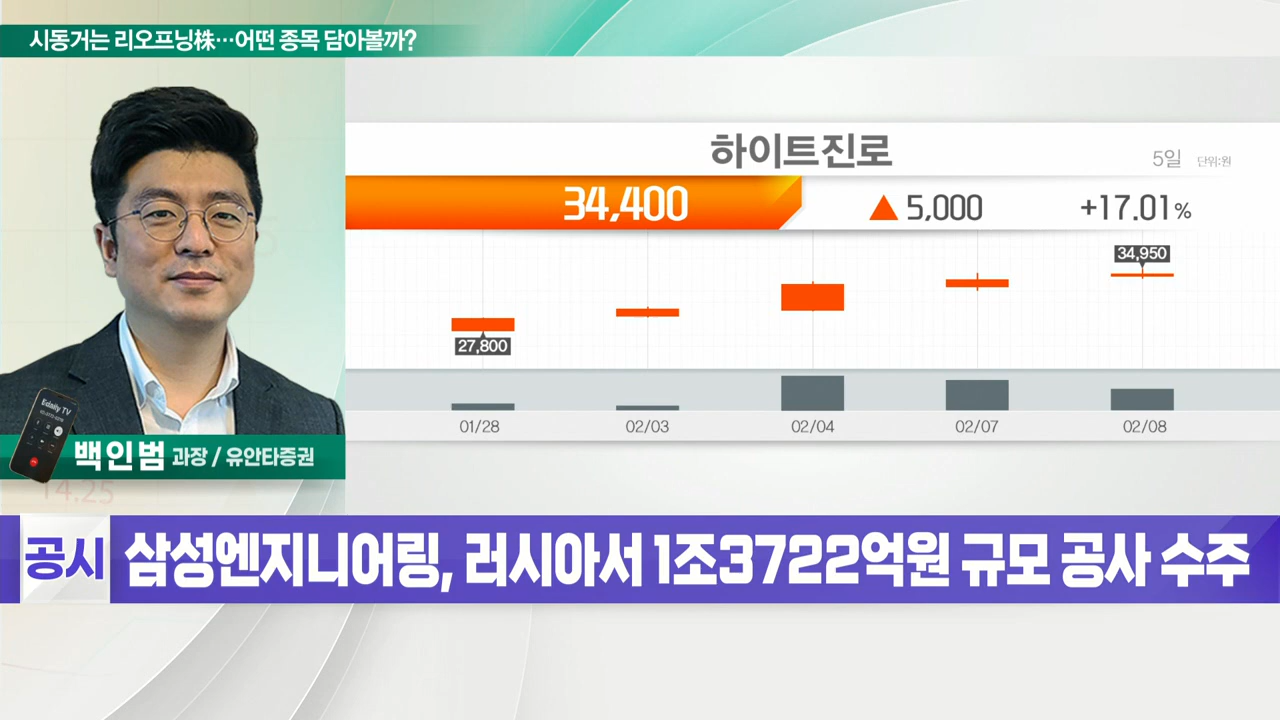 시동거는 리오프닝株…어떤 종목 담아볼까?
하이트진로
5일 단위:원
34,400 ▲ 5,000 +17.01%
34,950
27,800
01/28 02/03 02/04 02/07 02/08
Edaily TV
백인범 과장 / 유안타증권
14.25
공시 삼성엔지니어링, 러시아서 1조3722억원 규모 공사 수주